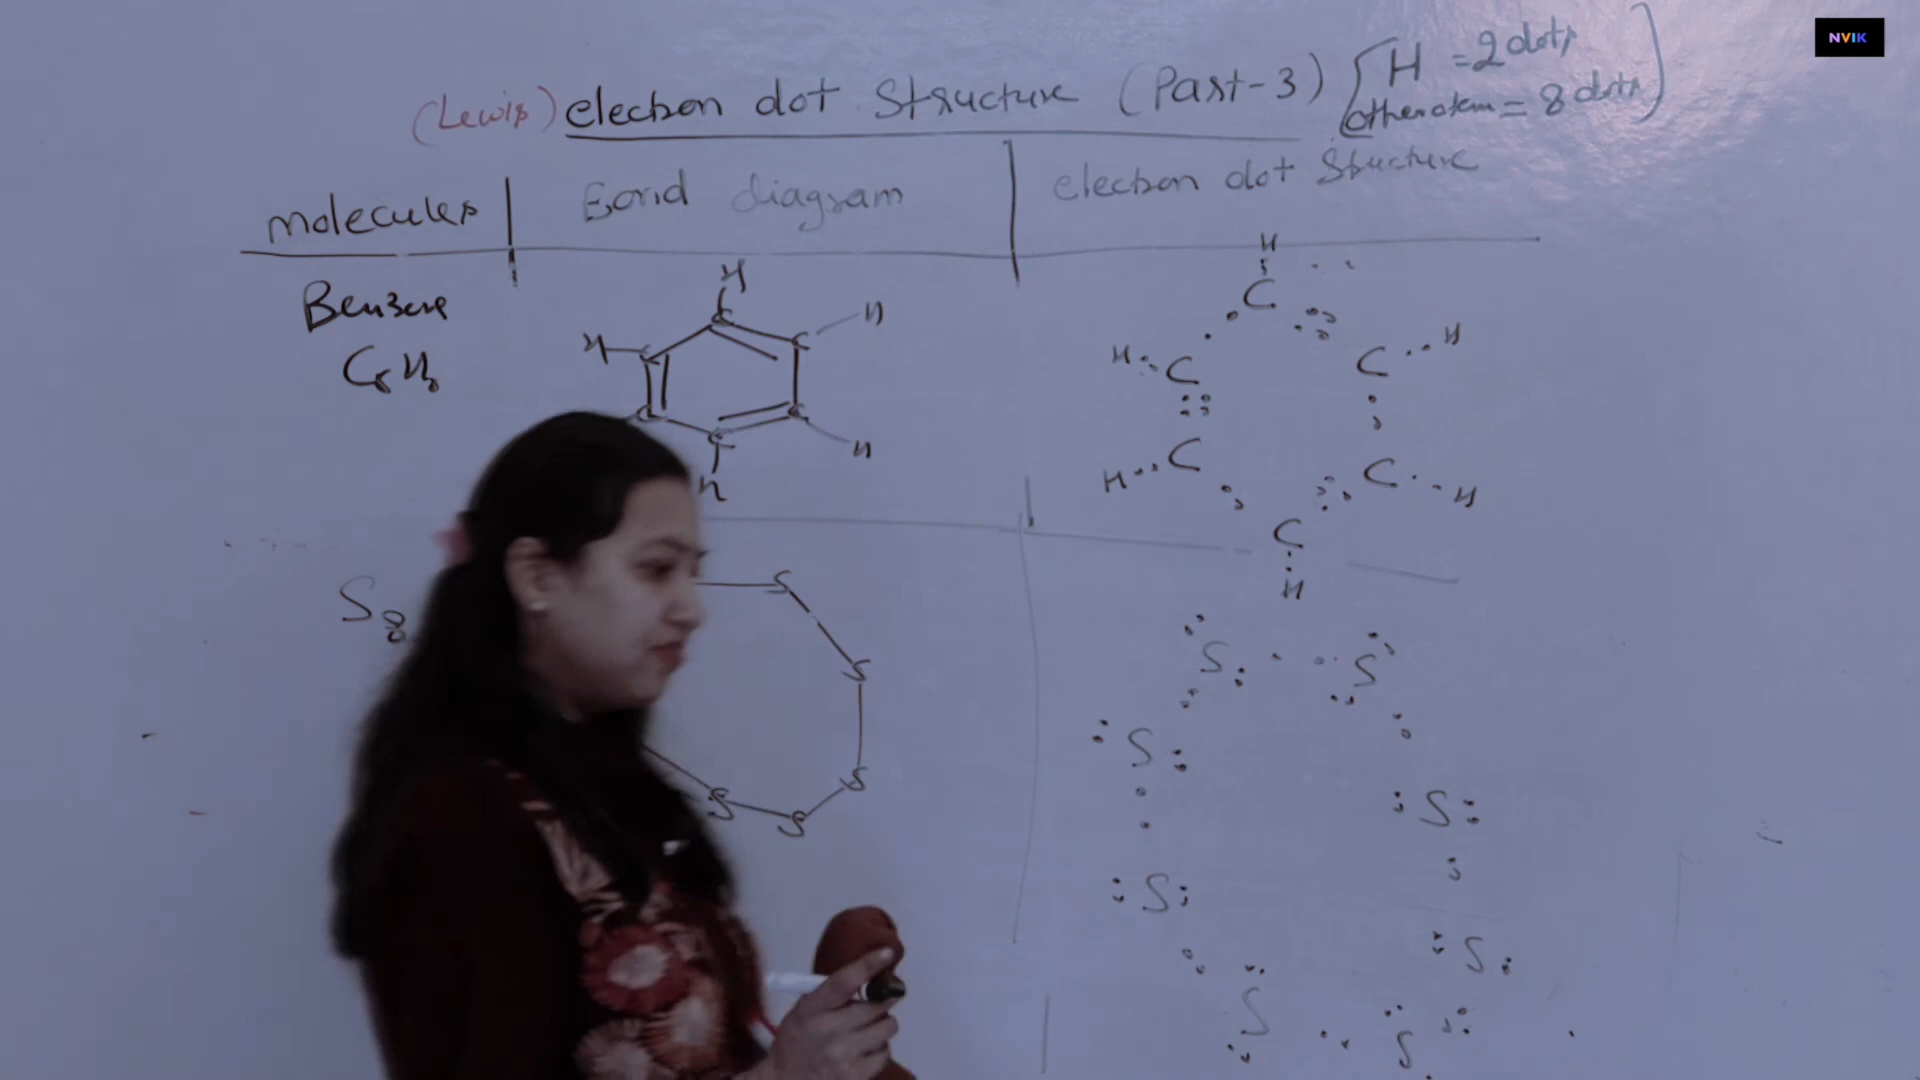 NVIK
(Lewis) electron dot structure (Part-3) [H = 2 dots
other atom = 8 dots]
molecules | Bond diagram | electron dot structure
Benzene
C6H6
H
C
H
C
C
H
C
C
H
C
H
H
C
H
C
C
H
H
C
C
H
C
H
S8
S
S
S
S
S
S
S
S
S
S
S
S
S